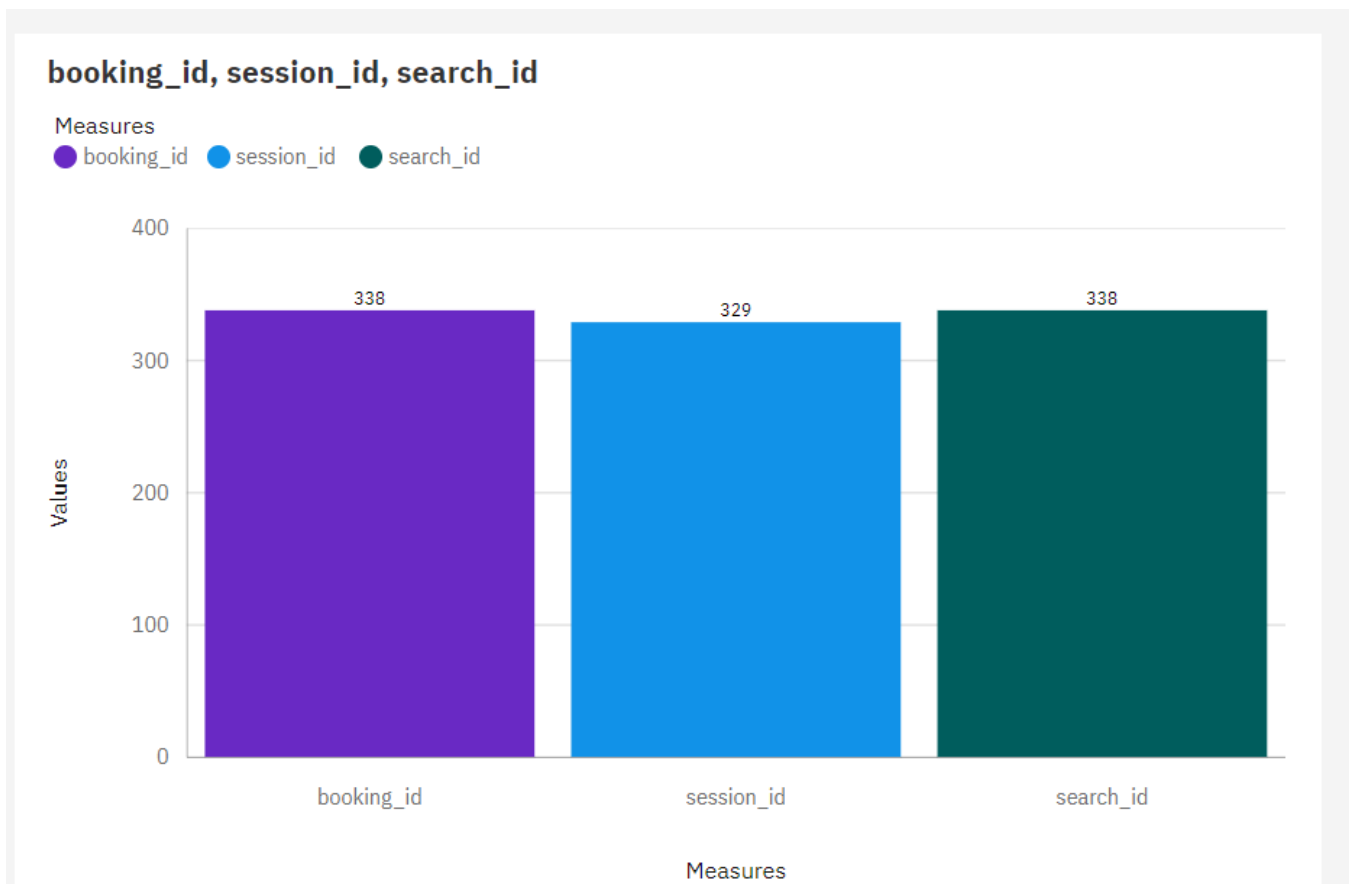 booking_id, session_id, search_id
Measures
booking_id session_id search_id
400
338
329
338
300
200
100
0
Values
booking_id
session_id
search_id
Measures